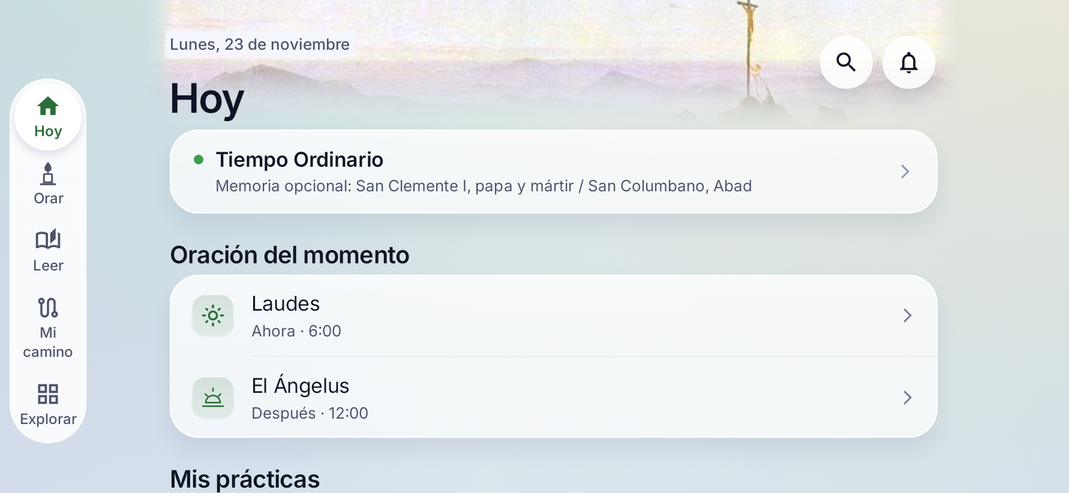 Lunes, 23 de noviembre
Hoy
Hoy
Orar
Leer
Mi
camino
Explorar
Tiempo Ordinario
Memoria opcional: San Clemente I, papa y mártir / San Columbano, Abad
Oración del momento
Laudes
Ahora · 6:00
El Ángelus
Después · 12:00
Mis prácticas